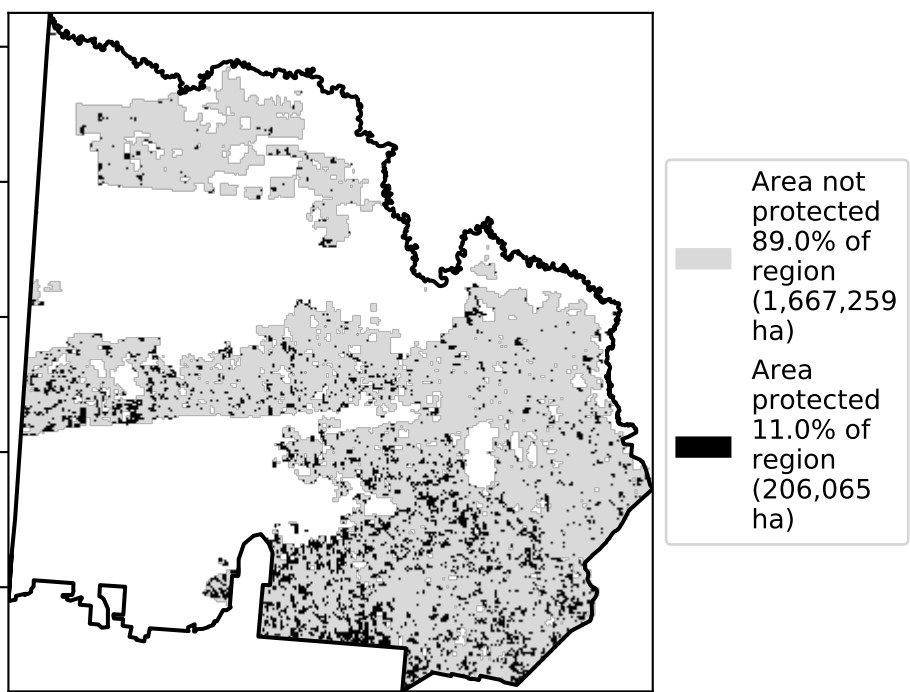 Area not
protected
89.0% of
region
(1,667,259
ha)
Area
protected
11.0% of
region
(206,065
ha)